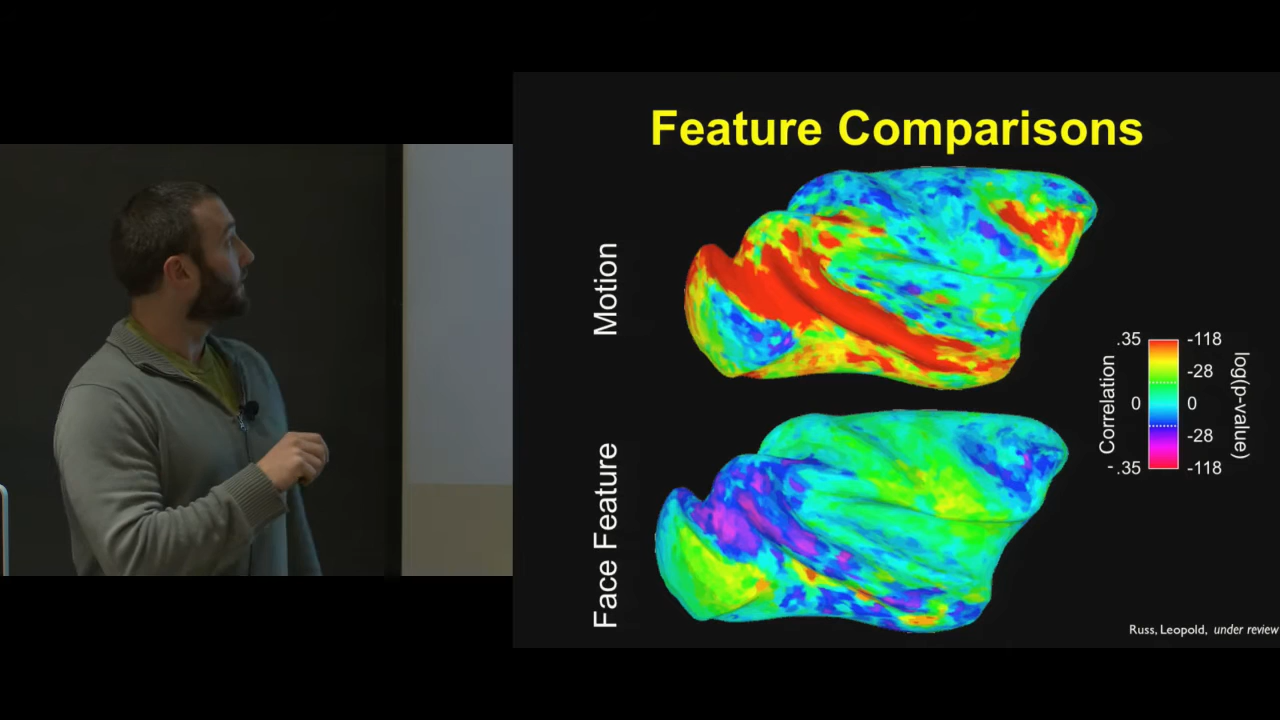 Feature Comparisons
Motion
Face Feature
Correlation
.35
0
-.35
-118
-28
0
-28
-118
log(p-value)
Russ, Leopold, under review